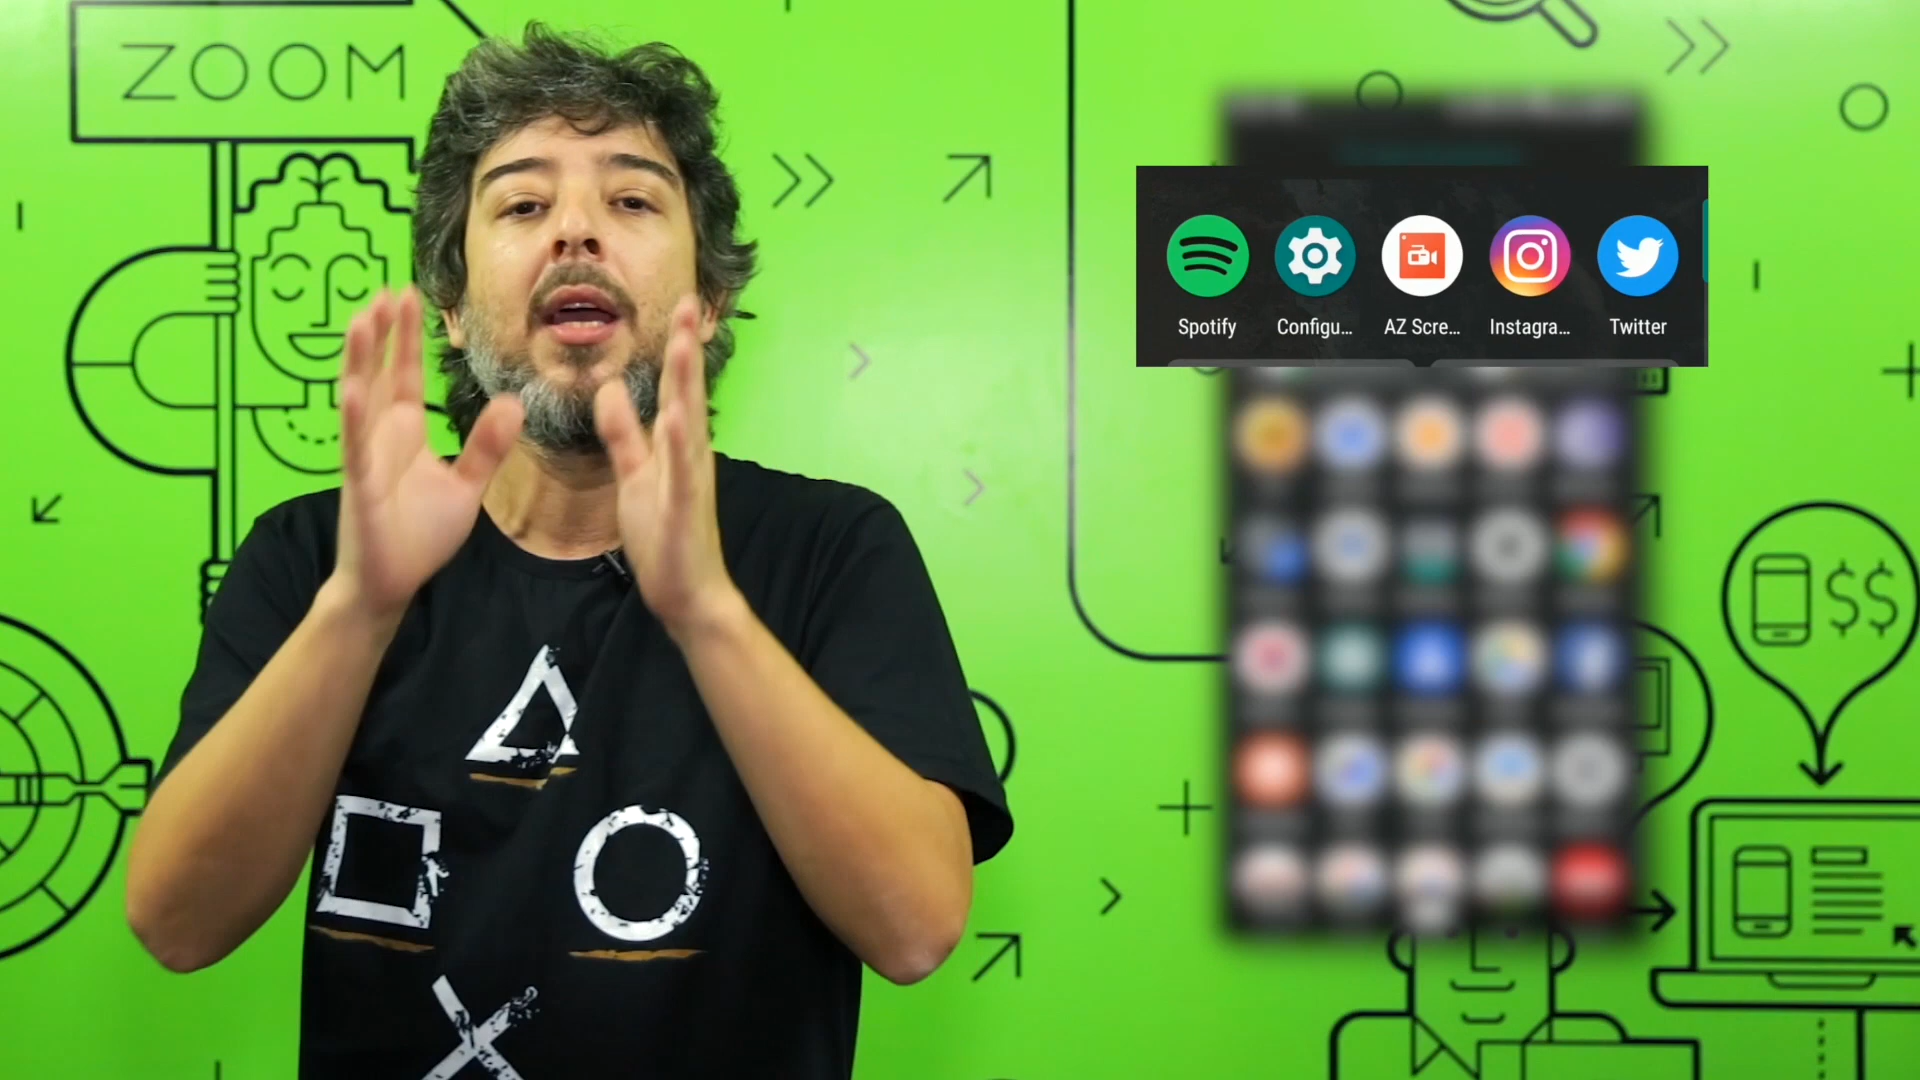 ZOOM
Spotify
Configu...
AZ Scre...
Instagra...
Twitter
$$